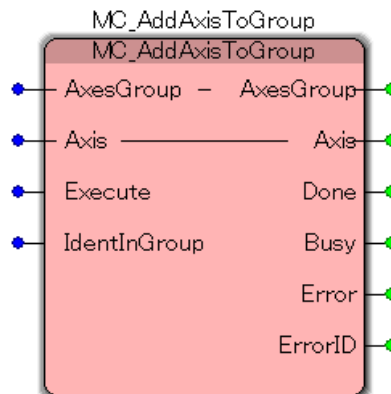 MC_AddAxisToGroup
MC_AddAxisToGroup
AxesGroup AxesGroup
Axis Axis
Execute Done
IdentInGroup Busy
Error
ErrorID